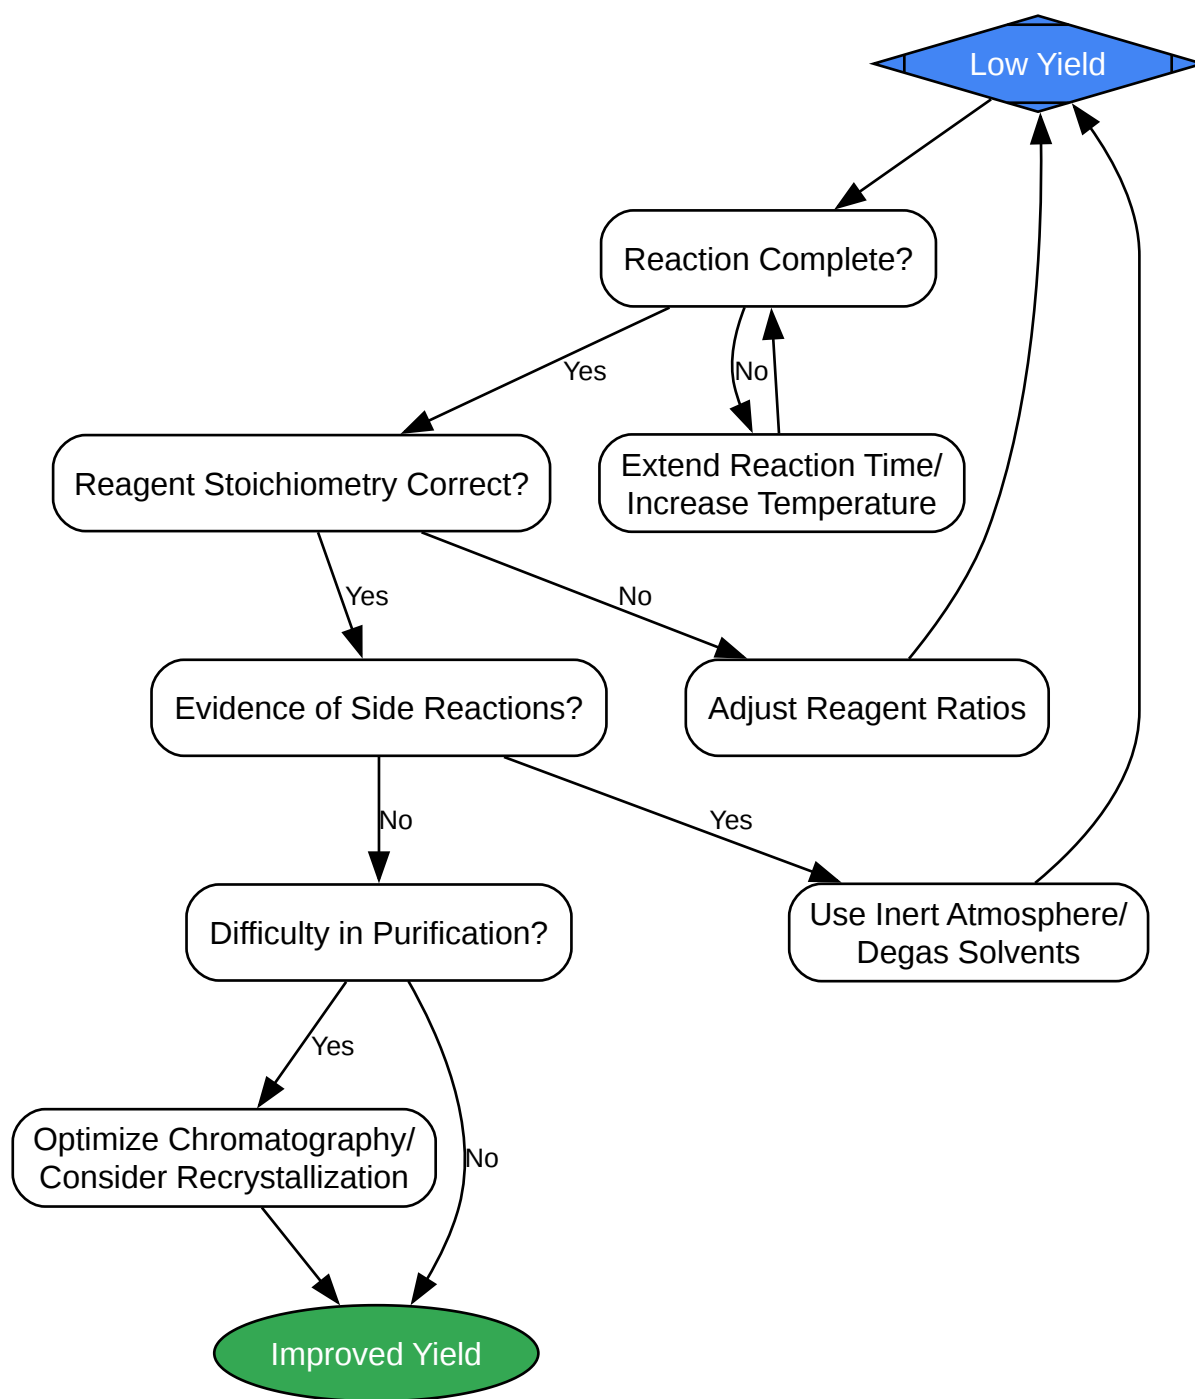 Low Yield
Reaction Complete?
Yes
No
Reagent Stoichiometry Correct?
Extend Reaction Time/
Increase Temperature
Yes
No
Evidence of Side Reactions?
Adjust Reagent Ratios
No
Yes
Difficulty in Purification?
Use Inert Atmosphere/
Degas Solvents
Yes
Optimize Chromatography/
Consider Recrystallization
No
Improved Yield